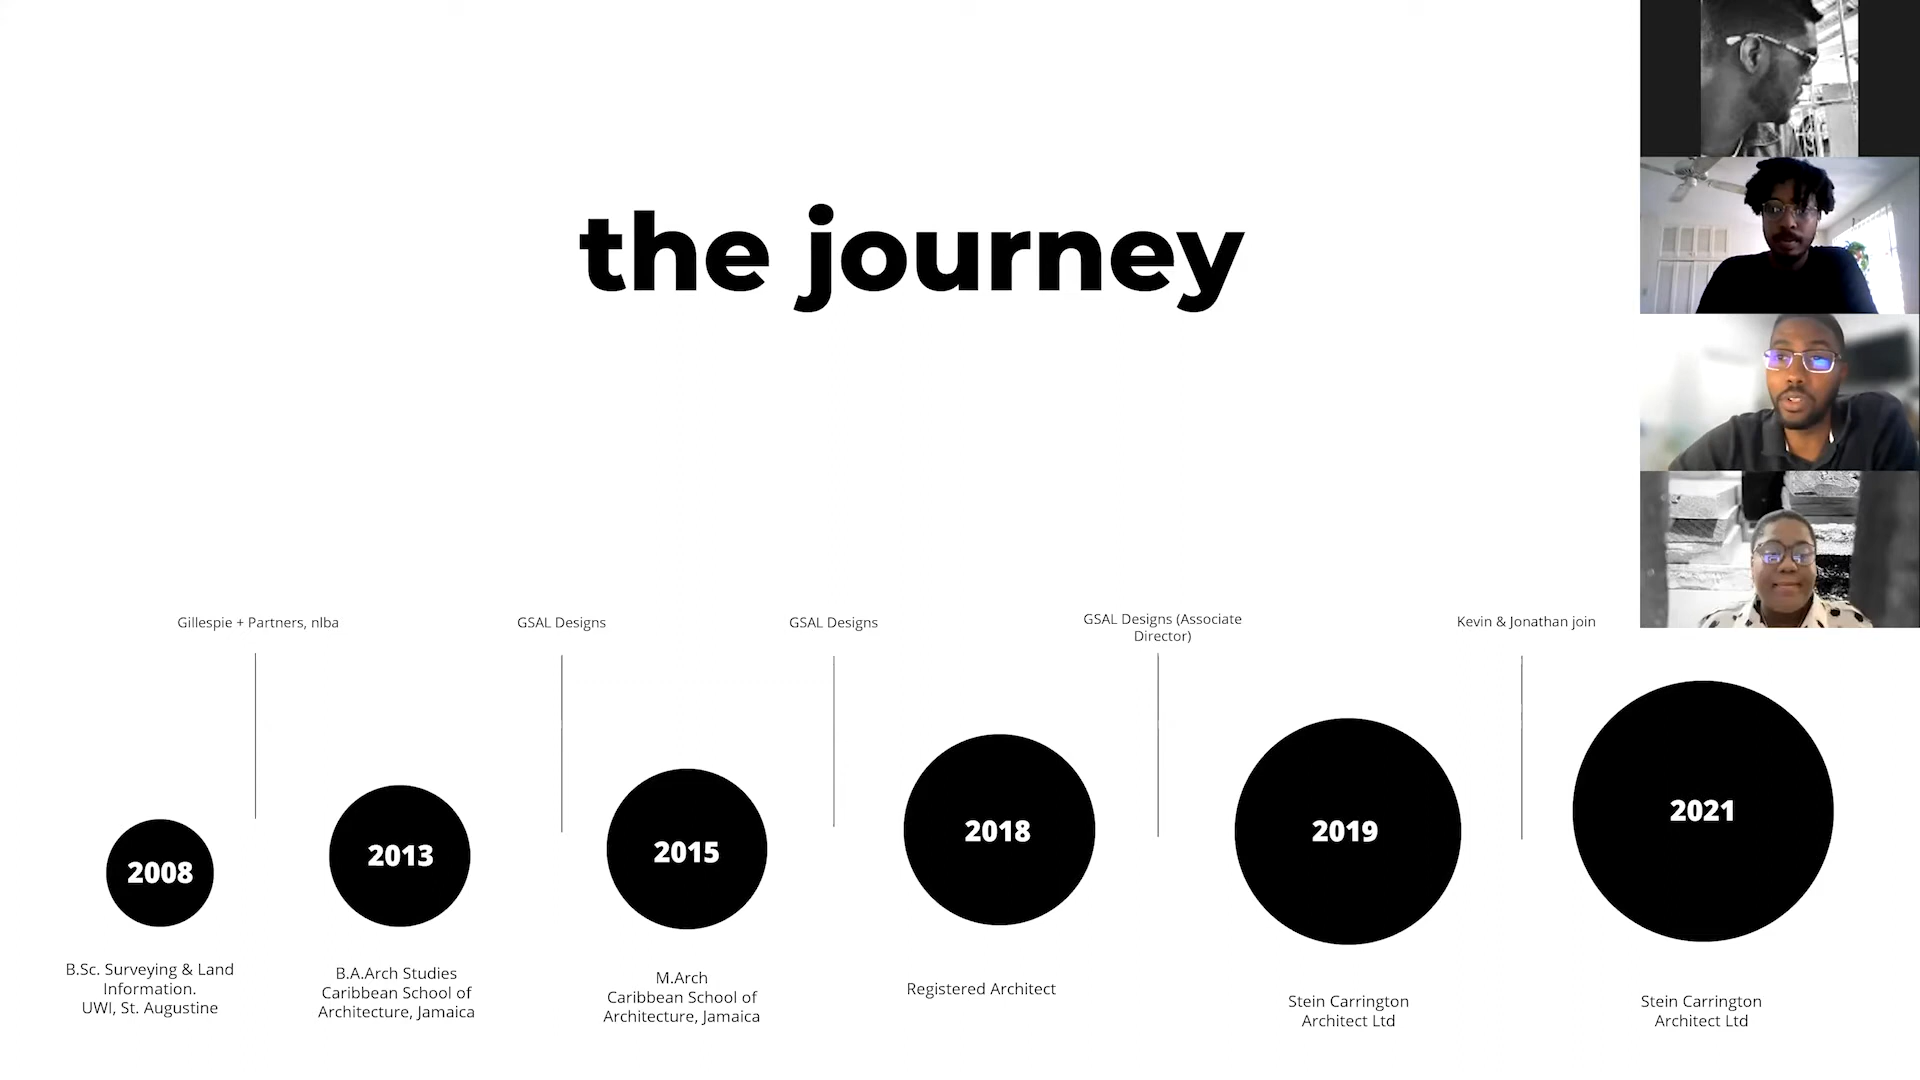 the journey
Gillespie + Partners, nlba
GSAL Designs
GSAL Designs
GSAL Designs (Associate
Director)
Kevin & Jonathan join
2008
2013
2015
2018
2019
2021
B.Sc. Surveying & Land
Information.
UWI, St. Augustine
B.A.Arch Studies
Caribbean School of
Architecture, Jamaica
M.Arch
Caribbean School of
Architecture, Jamaica
Registered Architect
Stein Carrington
Architect Ltd
Stein Carrington
Architect Ltd